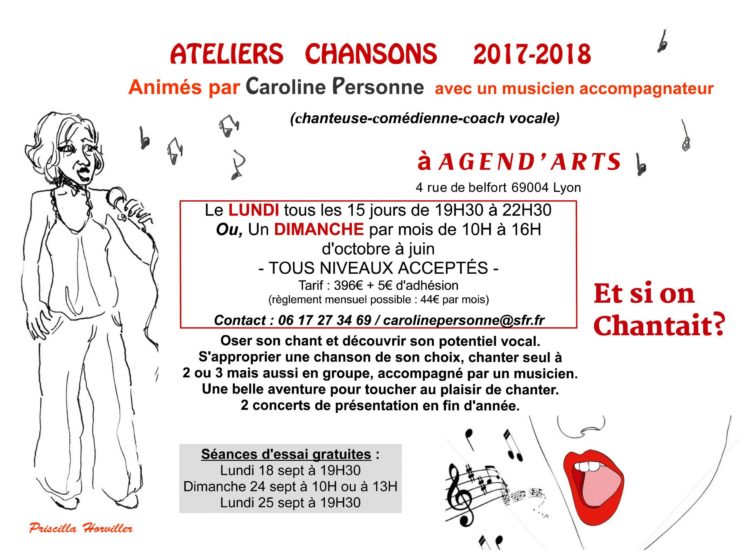 ATELIERS CHANSONS 2017-2018
Animés par Caroline Personne avec un musicien accompagnateur
(chanteuse-comédienne-coach vocale)
à AGEND'ARTS
4 rue de belfort 69004 Lyon
Le LUNDI tous les 15 jours de 19H30 à 22H30
Ou, Un DIMANCHE par mois de 10H à 16H
d'octobre à juin
- TOUS NIVEAUX ACCEPTÉS -
Tarif : 396€ + 5€ d'adhésion
(règlement mensuel possible : 44€ par mois)
Contact : 06 17 27 34 69 / carolinepersonne@sfr.fr
Et si on
Chantait?
Oser son chant et découvrir son potentiel vocal.
S'approprier une chanson de son choix, chanter seul à
2 ou 3 mais aussi en groupe, accompagné par un musicien.
Une belle aventure pour toucher au plaisir de chanter.
2 concerts de présentation en fin d'année.
Séances d'essai gratuites :
Lundi 18 sept à 19H30
Dimanche 24 sept à 10H ou à 13H
Lundi 25 sept à 19H30
Priscilla Horviller